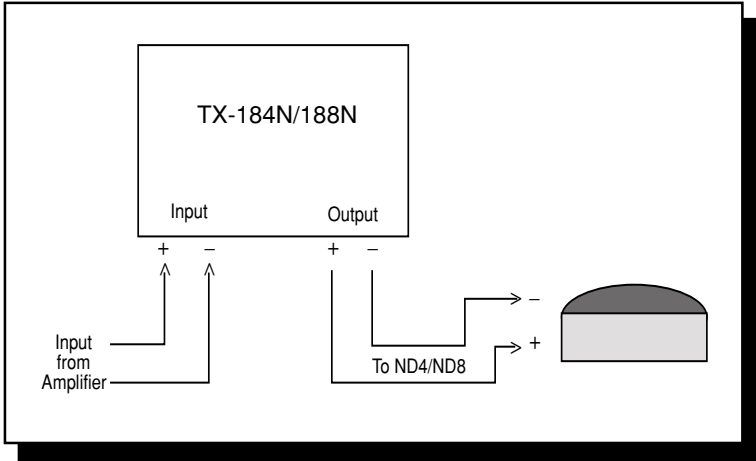 TX-184N/188N
Input Output
+ – + –
–
+
Input
from
Amplifier
To ND4/ND8